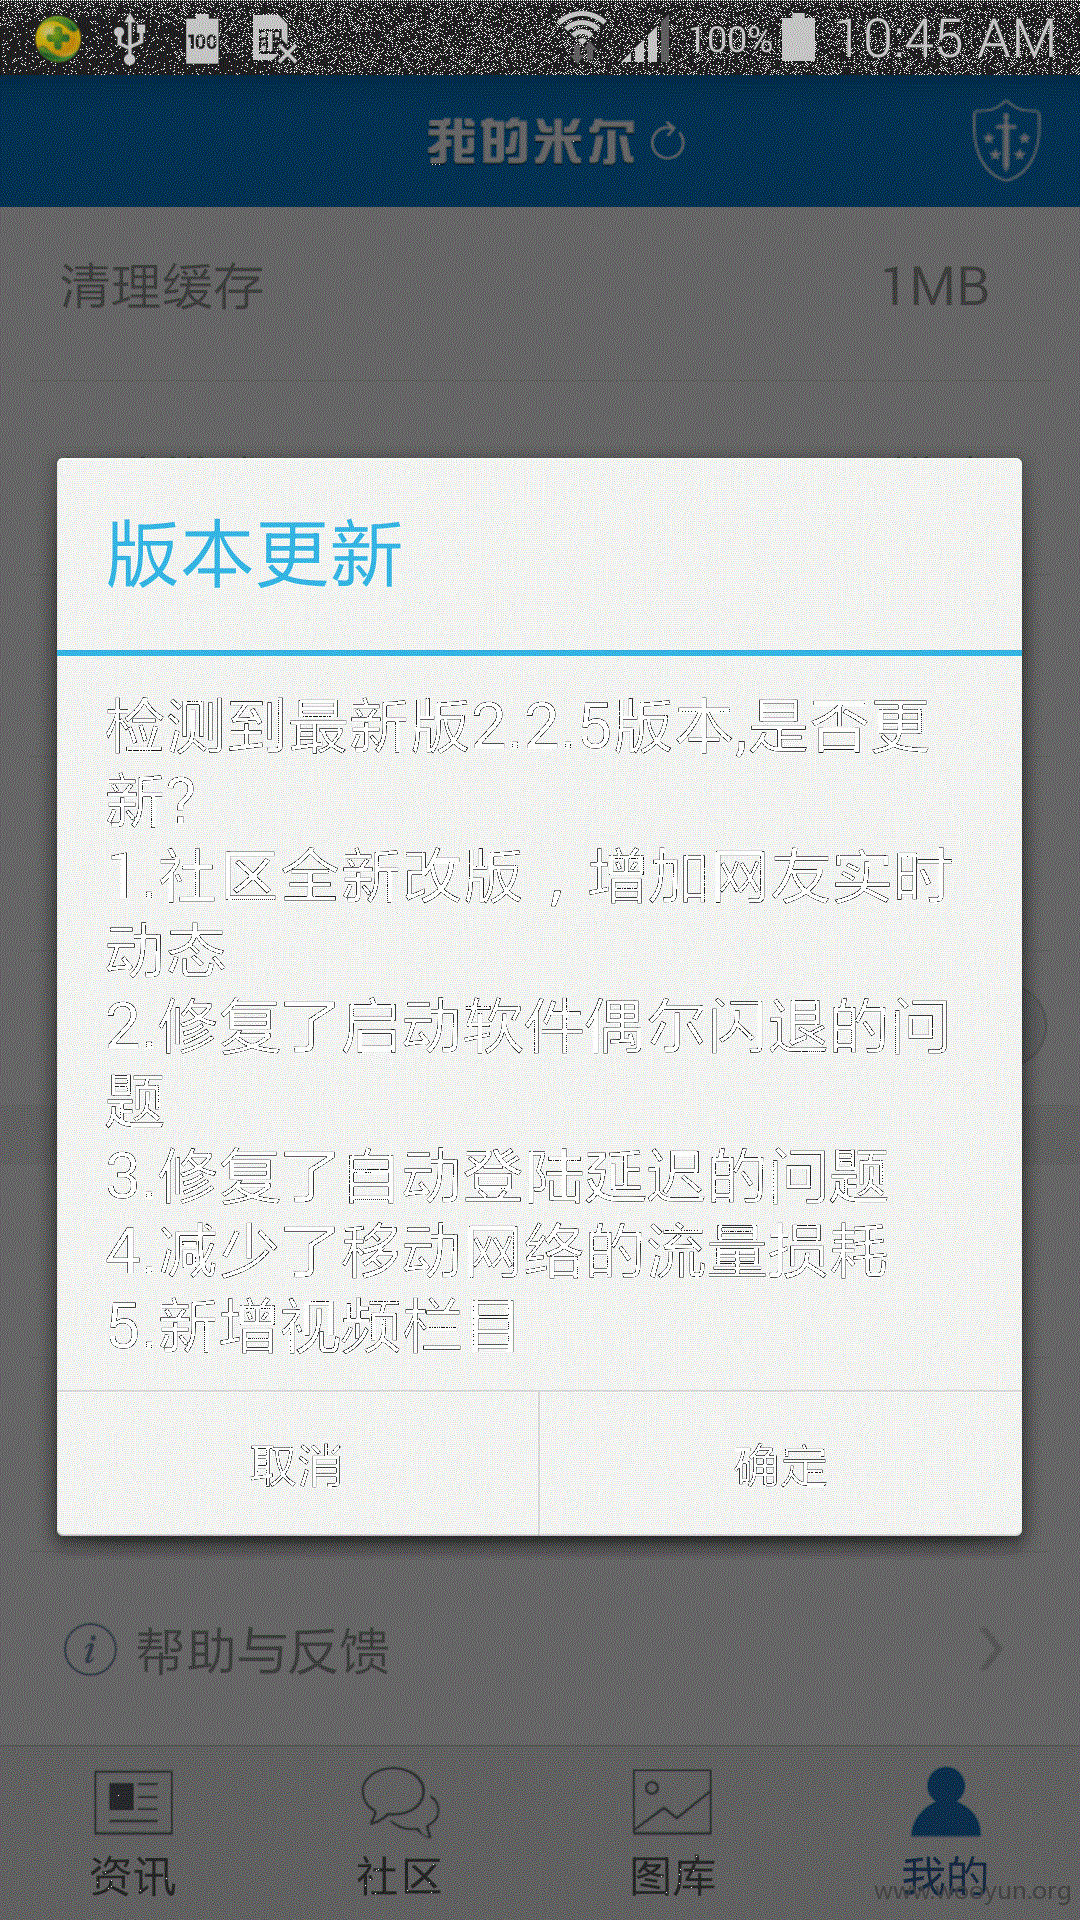 100 100% 10:45 AM
我的米尔
清理缓存 1MB
版本更新
检测到最新版2.2.5版本,是否更
新?
1.社区全新改版，增加网友实时
动态
2.修复了启动软件偶尔闪退的问
题
3.修复了自动登陆延迟的问题
4.减少了移动网络的流量损耗
5.新增视频栏目
取消 确定
帮助与反馈
资讯 社区 图库 我的
www.wooyun.org